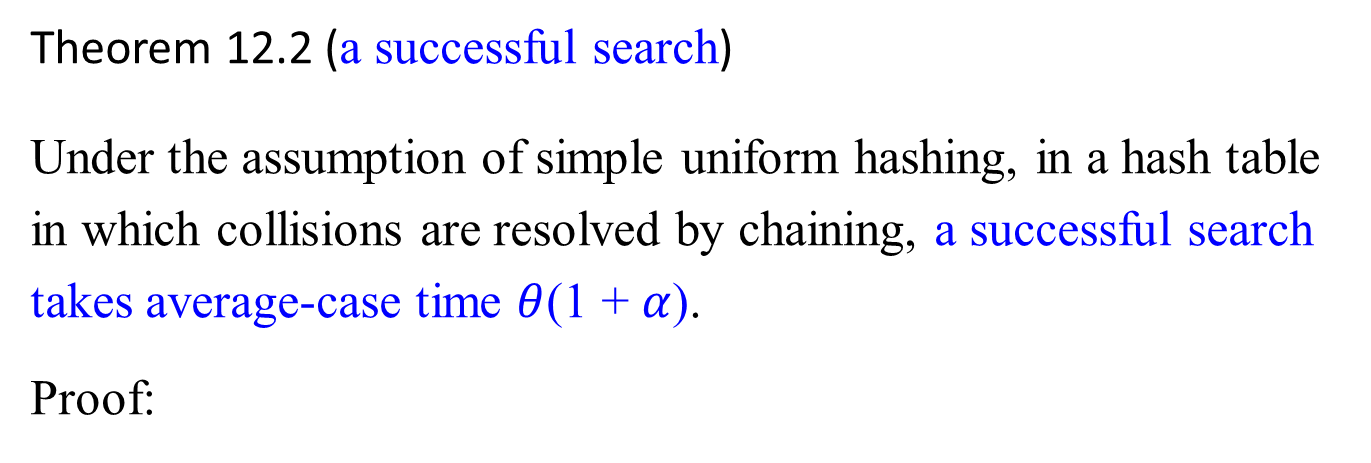 Theorem 12.2 (a successful search)
Under the assumption of simple uniform hashing, in a hash table
in which collisions are resolved by chaining, a successful search
takes average-case time θ(1 + α).
Proof: